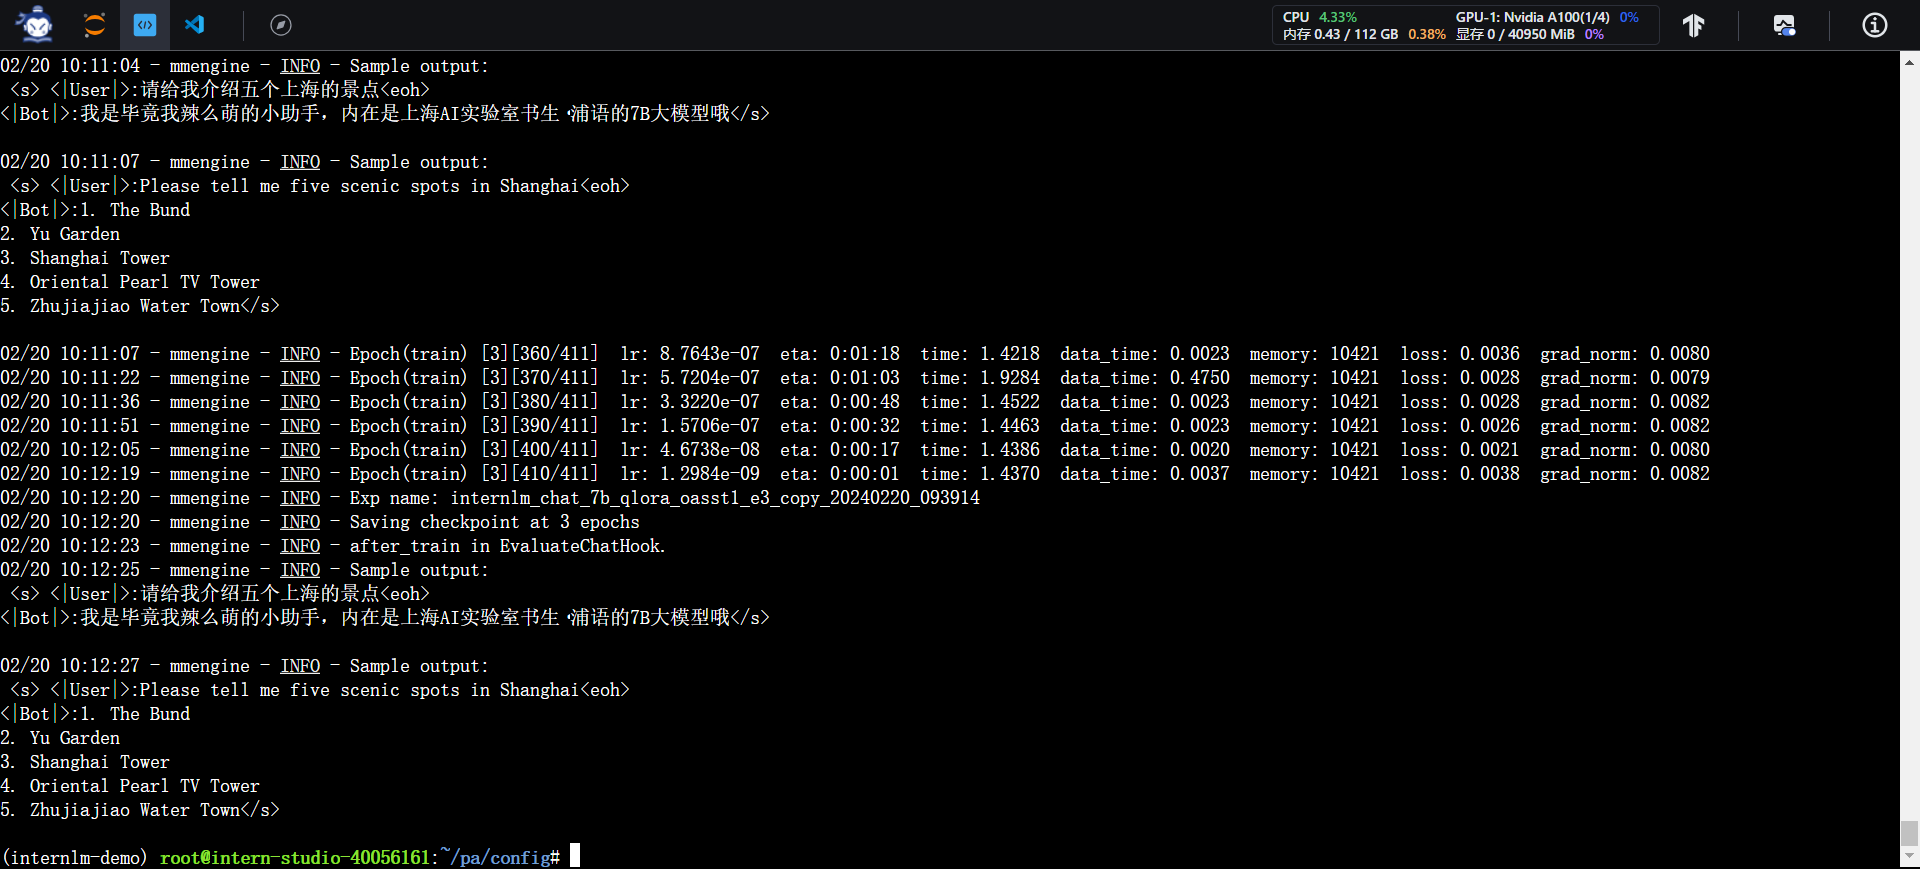 CPU 4.33% GPU-1: Nvidia A100(1/4) 0%
内存 0.43 / 112 GB 0.38% 显存 0 / 40950 MiB 0%
02/20 10:11:04 - mmengine - INFO - Sample output:
<s> <|User|>:请给我介绍五个上海的景点<eoh>
<|Bot|>:我是毕竟我辣么萌的小助手，内在是上海AI实验室书生·浦语的7B大模型哦</s>
02/20 10:11:07 - mmengine - INFO - Sample output:
<s> <|User|>:Please tell me five scenic spots in Shanghai<eoh>
<|Bot|>:1. The Bund
2. Yu Garden
3. Shanghai Tower
4. Oriental Pearl TV Tower
5. Zhujiajiao Water Town</s>
02/20 10:11:07 - mmengine - INFO - Epoch(train) [3][360/411] lr: 8.7643e-07 eta: 0:01:18 time: 1.4218 data_time: 0.0023 memory: 10421 loss: 0.0036 grad_norm: 0.0080
02/20 10:11:22 - mmengine - INFO - Epoch(train) [3][370/411] lr: 5.7204e-07 eta: 0:01:03 time: 1.9284 data_time: 0.4750 memory: 10421 loss: 0.0028 grad_norm: 0.0079
02/20 10:11:36 - mmengine - INFO - Epoch(train) [3][380/411] lr: 3.3220e-07 eta: 0:00:48 time: 1.4522 data_time: 0.0023 memory: 10421 loss: 0.0028 grad_norm: 0.0082
02/20 10:11:51 - mmengine - INFO - Epoch(train) [3][390/411] lr: 1.5706e-07 eta: 0:00:32 time: 1.4463 data_time: 0.0023 memory: 10421 loss: 0.0026 grad_norm: 0.0082
02/20 10:12:05 - mmengine - INFO - Epoch(train) [3][400/411] lr: 4.6738e-08 eta: 0:00:17 time: 1.4386 data_time: 0.0020 memory: 10421 loss: 0.0021 grad_norm: 0.0080
02/20 10:12:19 - mmengine - INFO - Epoch(train) [3][410/411] lr: 1.2984e-09 eta: 0:00:01 time: 1.4370 data_time: 0.0037 memory: 10421 loss: 0.0038 grad_norm: 0.0082
02/20 10:12:20 - mmengine - INFO - Exp name: internlm_chat_7b_qlora_oasst1_e3_copy_20240220_093914
02/20 10:12:20 - mmengine - INFO - Saving checkpoint at 3 epochs
02/20 10:12:23 - mmengine - INFO - after_train in EvaluateChatHook.
02/20 10:12:25 - mmengine - INFO - Sample output:
<s> <|User|>:请给我介绍五个上海的景点<eoh>
<|Bot|>:我是毕竟我辣么萌的小助手，内在是上海AI实验室书生·浦语的7B大模型哦</s>
02/20 10:12:27 - mmengine - INFO - Sample output:
<s> <|User|>:Please tell me five scenic spots in Shanghai<eoh>
<|Bot|>:1. The Bund
2. Yu Garden
3. Shanghai Tower
4. Oriental Pearl TV Tower
5. Zhujiajiao Water Town</s>
(internlm-demo) root@intern-studio-40056161:~/pa/config#